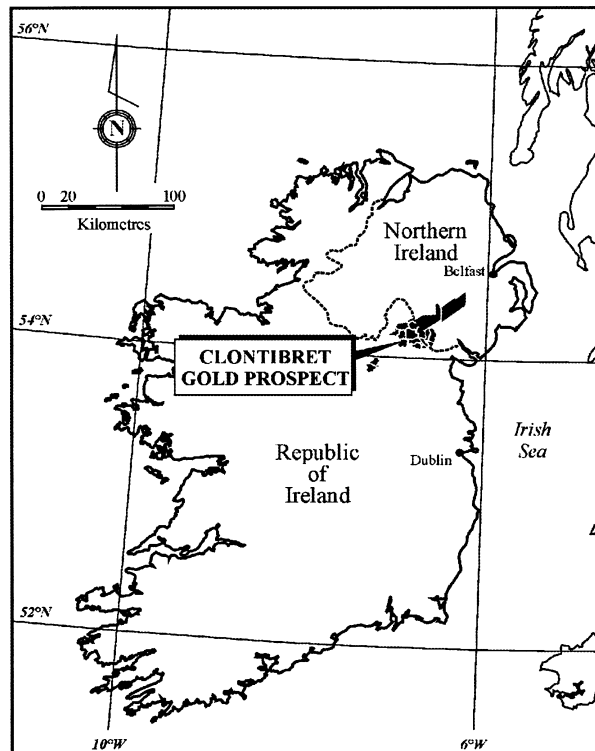 56°N
N
0 20 100
Kilometres
Northern
Ireland
Belfast
54°N
CLONTIBRET
GOLD PROSPECT
Republic
of
Ireland
Dublin
Irish
Sea
52°N
10°W
6°W